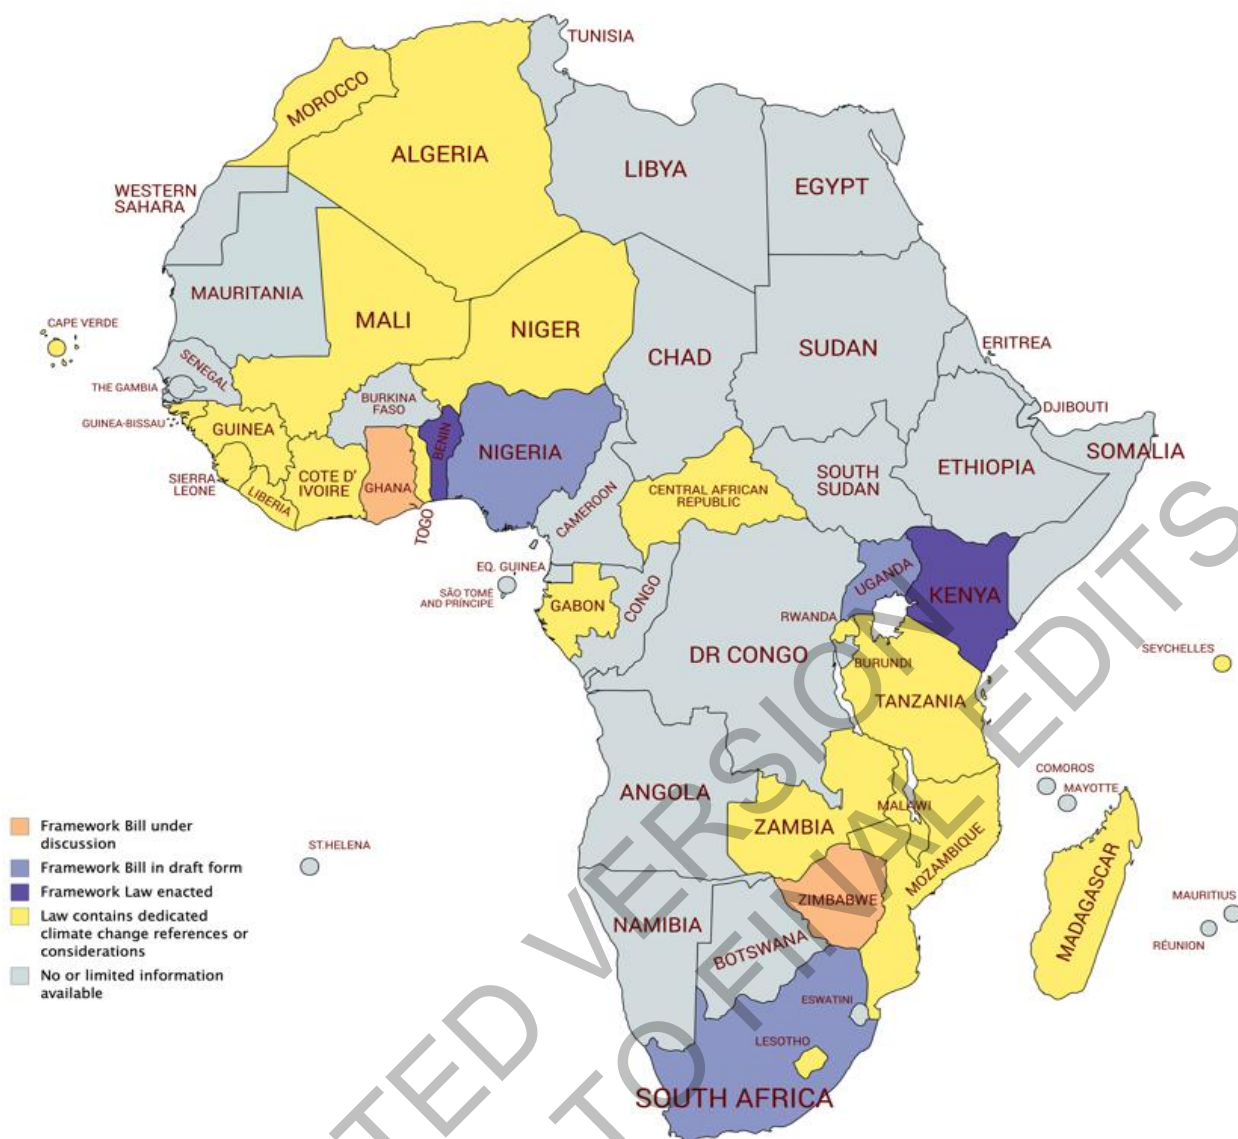 TUNISIA
MOROCCO
ALGERIA
LIBYA
EGYPT
WESTERN
SAHARA
MAURITANIA
MALI
NIGER
CHAD
SUDAN
ERITREA
CAPE VERDE
SENEGAL
THE GAMBIA
BURKINA
FASO
DJIBOUTI
GUINEA-BISSAU
GUINEA
BENIN
NIGERIA
SOMALIA
ETHIOPIA
SOUTH
SUDAN
SIERRA
LEONE
COTE D'
IVOIRE
GHANA
LIBERIA
TOGO
CAMEROON
CENTRAL AFRICAN
REPUBLIC
EQ. GUINEA
SÃO TOMÉ
AND PRÍNCIPE
GABON
CONGO
UGANDA
KENYA
RWANDA
DR CONGO
BURUNDI
SEYCHELLES
TANZANIA
COMOROS
MAYOTTE
ANGOLA
MALAWI
ZAMBIA
MOZAMBIQUE
Framework Bill under
discussion
Framework Bill in draft form
Framework Law enacted
Law contains dedicated
climate change references or
considerations
No or limited information
available
ST.HELENA
ZIMBABWE
MADAGASCAR
MAURITIUS
RÉUNION
NAMIBIA
BOTSWANA
ESWATINI
LESOTHO
SOUTH AFRICA
TED VERSION
TO FINAL EDITS